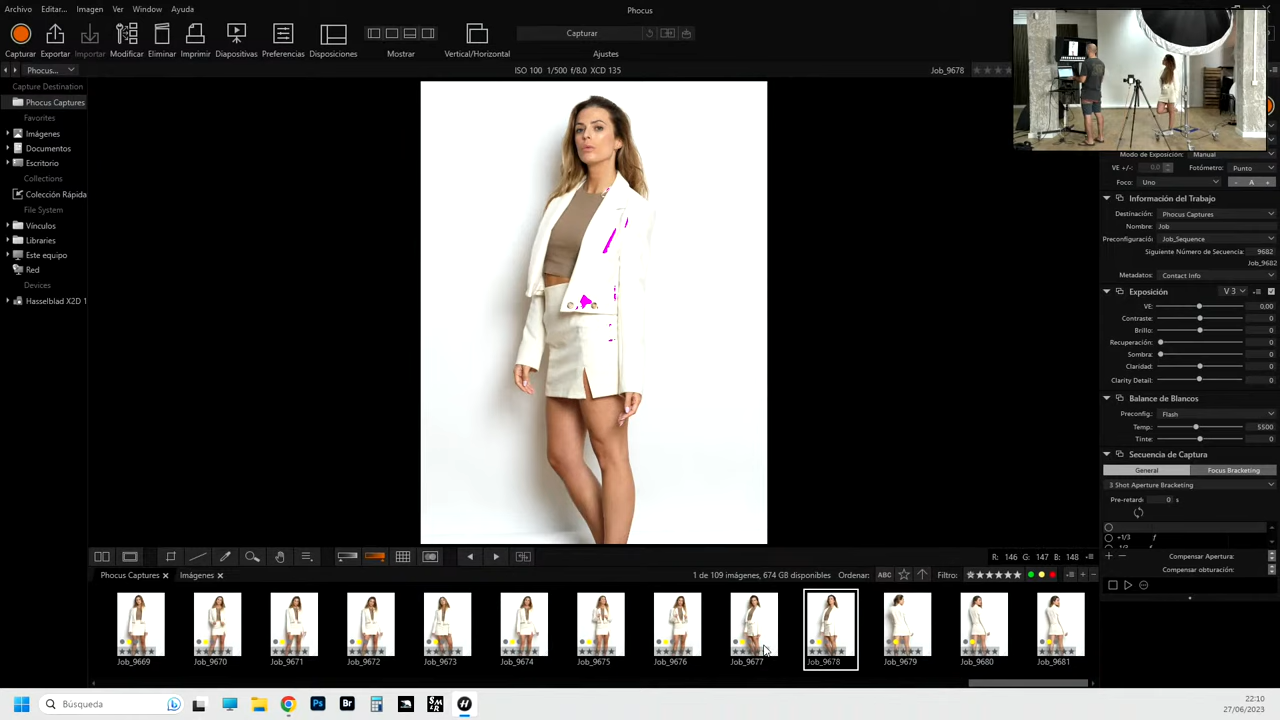 Archivo Editar... Imagen Ver Window Ayuda
Phocus
Capturar Exportar Importar Modificar Eliminar Imprimir Diapositivas Preferencias Disposiciones Mostrar Vertical/Horizontal Capturar Ajustes
Phocus... ISO 100 1/500 f/8.0 XCD 135 Job_9678
Capture Destination
Phocus Captures
Favorites
Imágenes
Documentos
Escritorio
Collections
Colección Rápida
File System
Vínculos
Libraries
Este equipo
Red
Devices
Hasselblad X2D 1
Modo de Exposición: Manual
VE +/-: 0,0 Fotómetro: Punto
Foco: Uno - A +
Información del Trabajo
Destinación: Phocus Captures
Nombre: Job
Preconfiguració: Job_Sequence
Siguiente Número de Secuencia: 9682
Job_9682
Metadatos: Contact Info
Exposición V 3
VE: 0,00
Contraste: 0
Brillo: 0
Recuperación: 0
Sombra: 0
Claridad: 0
Clarity Detail: 0
Balance de Blancos
Preconfig.: Flash
Temp.: 5500
Tinte: 0
Secuencia de Captura
General Focus Bracketing
3 Shot Aperture Bracketing
Pre-retardo 0 s
+1/3 f
-1/3 f
Compensar Apertura:
Compensar obturación:
R: 146 G: 147 B: 148
Phocus Captures Imágenes 1 de 109 imágenes, 674 GB disponibles Ordenar: ABC Filtro:
Job_9669 Job_9670 Job_9671 Job_9672 Job_9673 Job_9674 Job_9675 Job_9676 Job_9677 Job_9678 Job_9679 Job_9680 Job_9681
Búsqueda Ps Br
22:10
27/06/2023